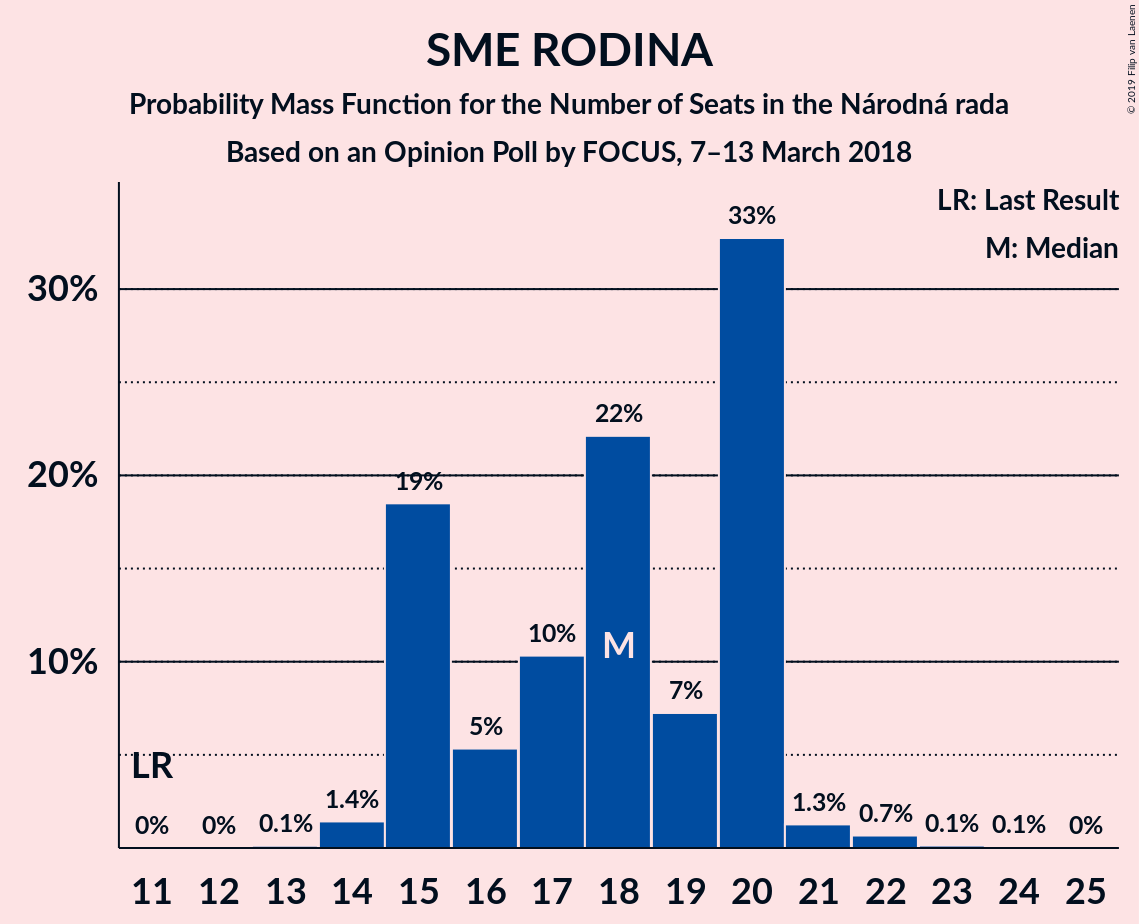 SME RODINA
Probability Mass Function for the Number of Seats in the Národná rada
Based on an Opinion Poll by FOCUS, 7–13 March 2018
© 2019 Filip van Laenen
LR: Last Result
M: Median
30%
20%
10%
LR
0%
0%
0.1%
1.4%
19%
5%
10%
22%
M
7%
33%
1.3%
0.7%
0.1%
0.1%
0%
11 12 13 14 15 16 17 18 19 20 21 22 23 24 25